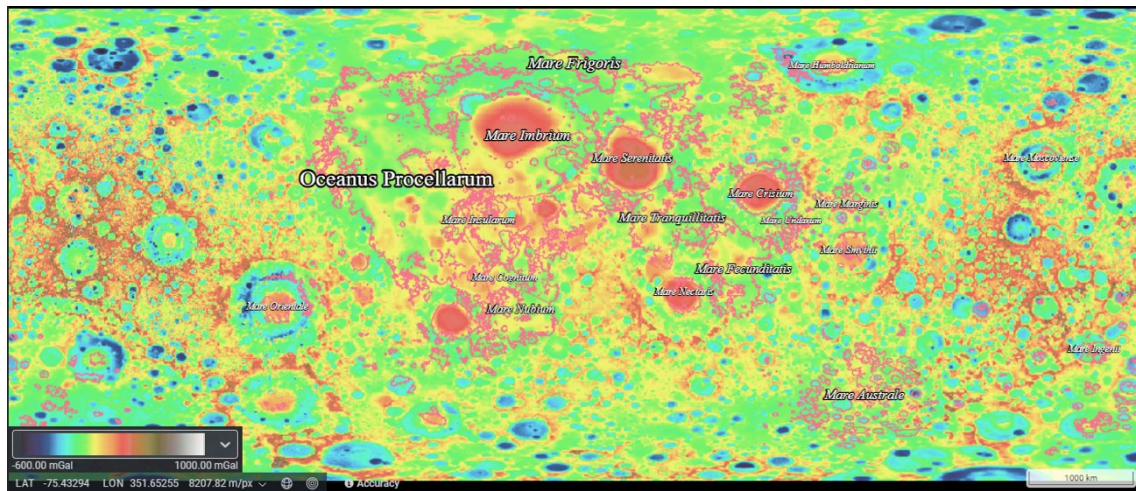 Mare Frigoris
Mare Humboldtianum
Mare Imbrium
Mare Serenitatis
Mare Moscoviense
Oceanus Procellarum
Mare Crisium
Mare Marginis
Mare Insularum
Mare Tranquillitatis
Mare Undarum
Mare Smythii
Mare Cognitum
Mare Fecunditatis
Mare Nectaris
Mare Orientale
Mare Nubium
Mare Ingenii
Mare Australe
-600.00 mGal 1000.00 mGal
LAT -75.43294 LON 351.65255 8207.82 m/px Accuracy
1000 km